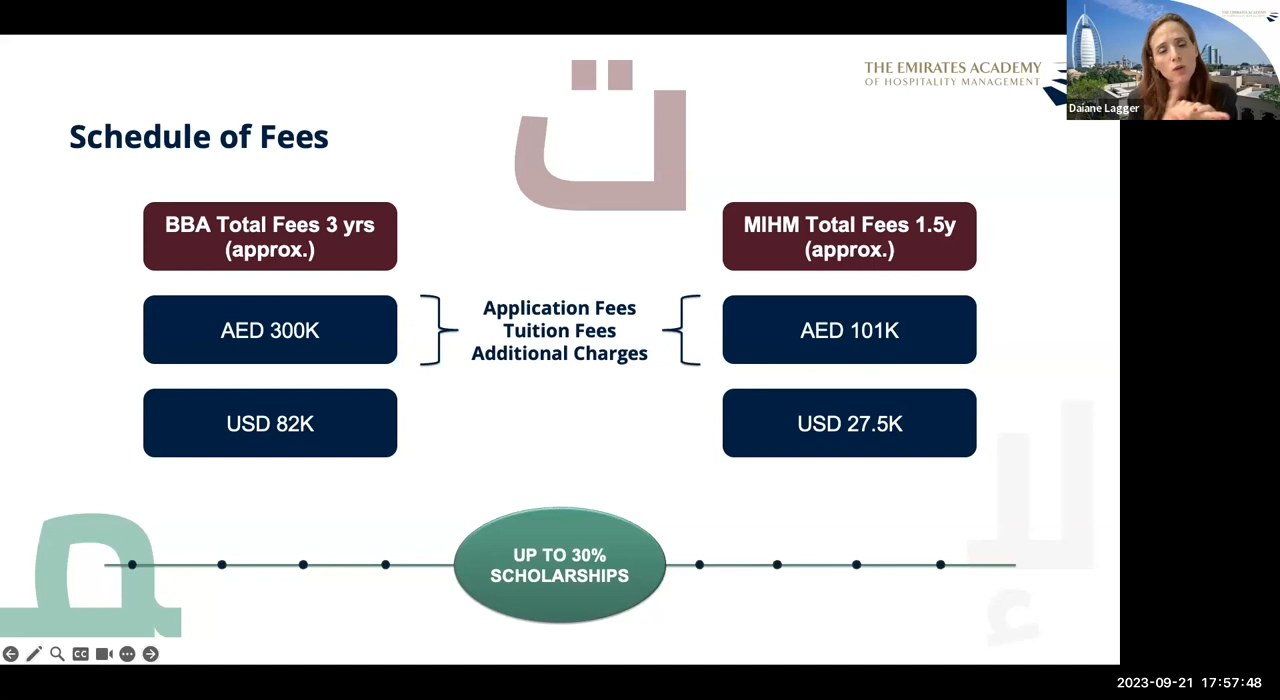 THE EMIRATES ACADEMY
OF HOSPITALITY MANAGEMENT
Daiane Lagger
Schedule of Fees
BBA Total Fees 3 yrs
(approx.)
AED 300K
USD 82K
Application Fees
Tuition Fees
Additional Charges
MIHM Total Fees 1.5y
(approx.)
AED 101K
USD 27.5K
UP TO 30%
SCHOLARSHIPS
CC
2023-09-21 17:57:48